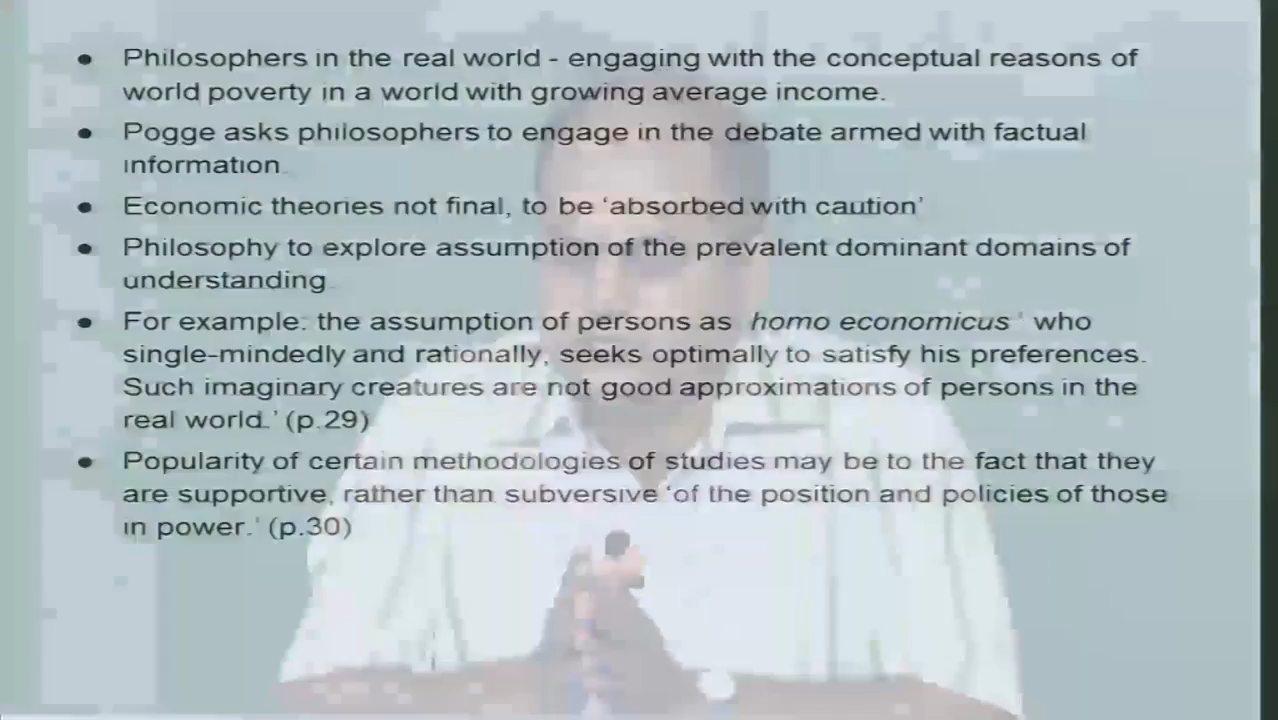 • Philosophers in the real world - engaging with the conceptual reasons of
world poverty in a world with growing average income.
• Pogge asks philosophers to engage in the debate armed with factual
information.
• Economic theories not final, to be ‘absorbed with caution’
• Philosophy to explore assumption of the prevalent dominant domains of
understanding.
• For example: the assumption of persons as homo economicus ‘ who
single-mindedly and rationally, seeks optimally to satisfy his preferences.
Such imaginary creatures are not good approximations of persons in the
real world.’ (p.29)
• Popularity of certain methodologies of studies may be to the fact that they
are supportive, rather than subversive ‘of the position and policies of those
in power.’ (p.30)